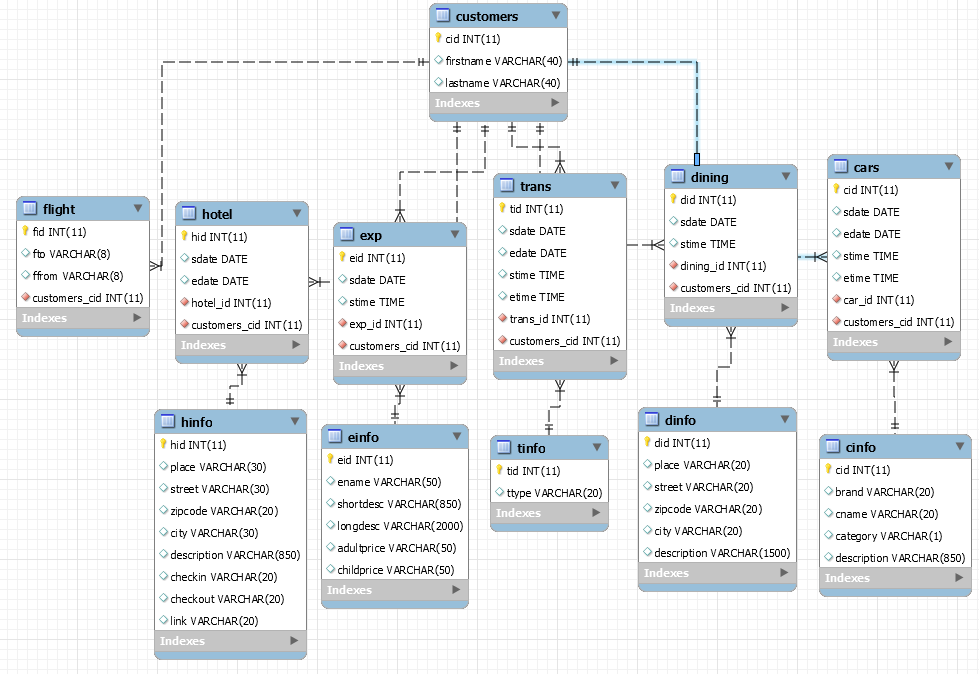 customers
cid INT(11)
firstname VARCHAR(40)
lastname VARCHAR(40)
Indexes
flight
fid INT(11)
fto VARCHAR(8)
ffrom VARCHAR(8)
customers_cid INT(11)
Indexes
hotel
hid INT(11)
sdate DATE
edate DATE
hotel_id INT(11)
customers_cid INT(11)
Indexes
exp
eid INT(11)
sdate DATE
stime TIME
exp_id INT(11)
customers_cid INT(11)
Indexes
trans
tid INT(11)
sdate DATE
edate DATE
stime TIME
etime TIME
trans_id INT(11)
customers_cid INT(11)
Indexes
dining
did INT(11)
sdate DATE
stime TIME
dining_id INT(11)
customers_cid INT(11)
Indexes
cars
cid INT(11)
sdate DATE
edate DATE
stime TIME
etime TIME
car_id INT(11)
customers_cid INT(11)
Indexes
hinfo
hid INT(11)
place VARCHAR(30)
street VARCHAR(30)
zipcode VARCHAR(20)
city VARCHAR(30)
description VARCHAR(850)
checkin VARCHAR(20)
checkout VARCHAR(20)
link VARCHAR(20)
Indexes
einfo
eid INT(11)
ename VARCHAR(50)
shortdesc VARCHAR(850)
longdesc VARCHAR(2000)
adultprice VARCHAR(50)
childprice VARCHAR(50)
Indexes
tinfo
tid INT(11)
ttype VARCHAR(20)
Indexes
dinfo
did INT(11)
place VARCHAR(20)
street VARCHAR(20)
zipcode VARCHAR(20)
city VARCHAR(20)
description VARCHAR(1500)
Indexes
cinfo
cid INT(11)
brand VARCHAR(20)
cname VARCHAR(20)
category VARCHAR(1)
description VARCHAR(850)
Indexes